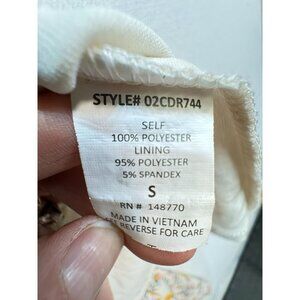 STYLE# 02CDR744
SELF
100% POLYESTER
LINING
95% POLYESTER
5% SPANDEX
S
RN # 148770
MADE IN VIETNAM
REVERSE FOR CARE